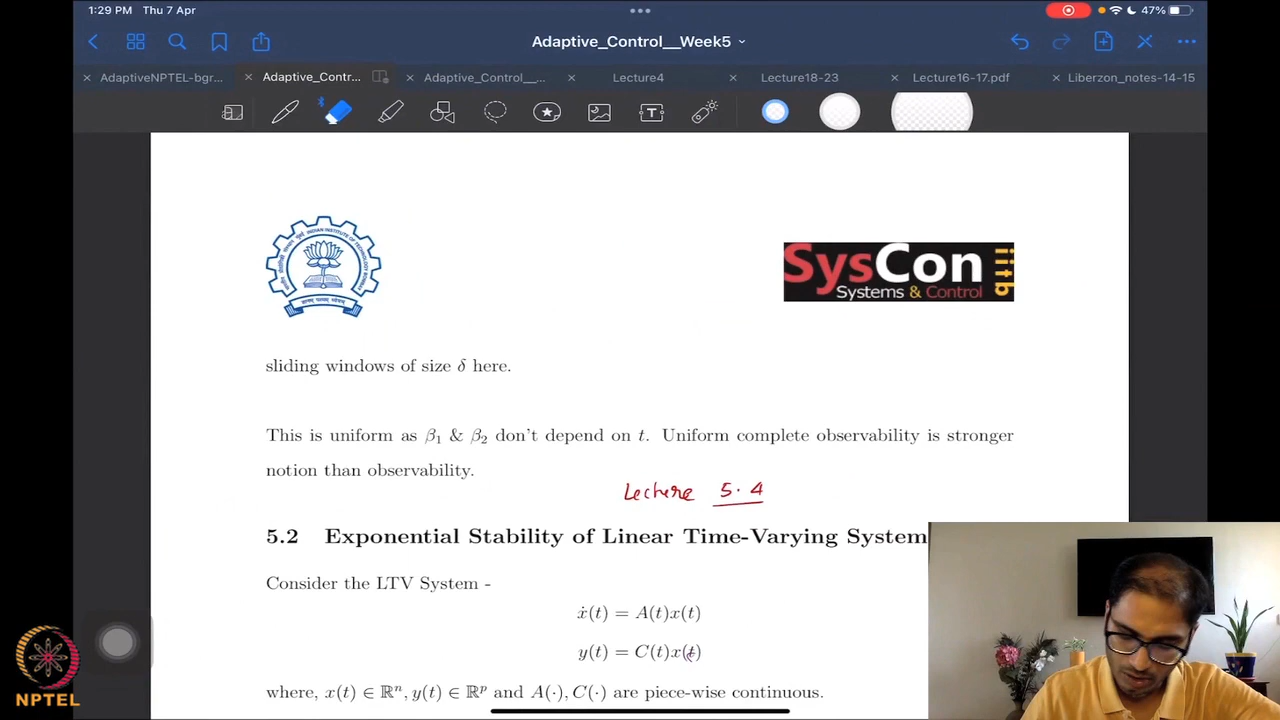 1:29 PM Thu 7 Apr
47%
Adaptive_Control__Week5
AdaptiveNPTEL-bgr...
Adaptive_Contr...
Adaptive_Control__...
Lecture4
Lecture18-23
Lecture16-17.pdf
Liberzon_notes-14-15
SysCon
Systems & Control
iitb
sliding windows of size δ here.
This is uniform as β₁ & β₂ don't depend on t. Uniform complete observability is stronger
notion than observability.
Lecture 5.4
5.2 Exponential Stability of Linear Time-Varying System
Consider the LTV System -
ẋ(t) = A(t)x(t)
y(t) = C(t)x(t)
where, x(t) ∈ ℝⁿ, y(t) ∈ ℝᵖ and A(·), C(·) are piece-wise continuous.
NPTEL